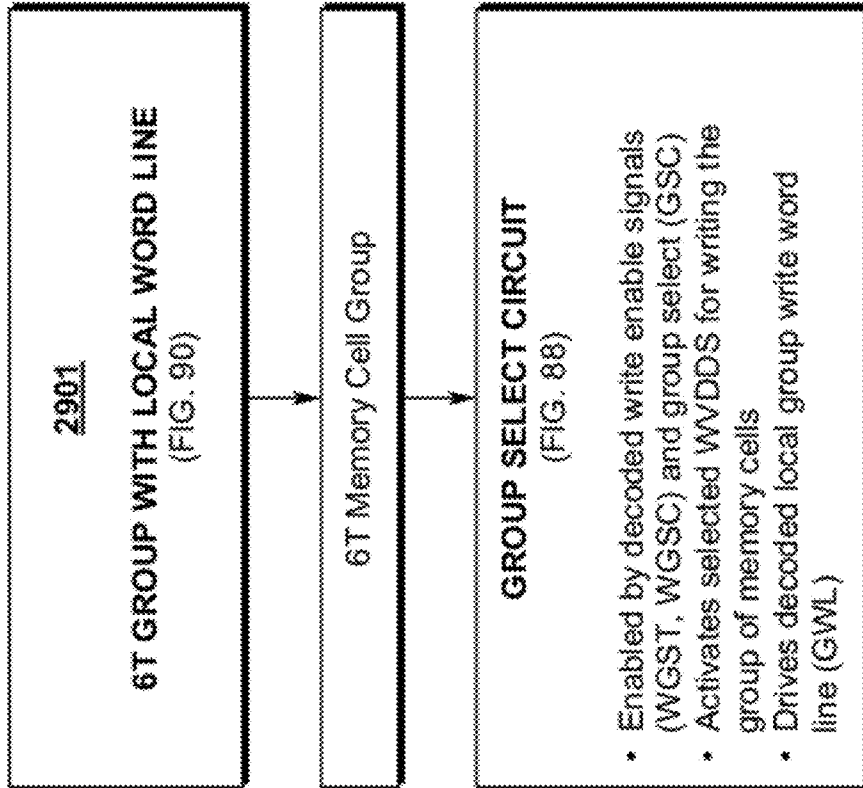 2901
6T GROUP WITH LOCAL WORD LINE
(FIG. 90)
6T Memory Cell Group
GROUP SELECT CIRCUIT
(FIG. 88)
• Enabled by decoded write enable signals
(WGST, WGSC) and group select (GSC)
• Activates selected WVDDS for writing the
group of memory cells
• Drives decoded local group write word
line (GWL)